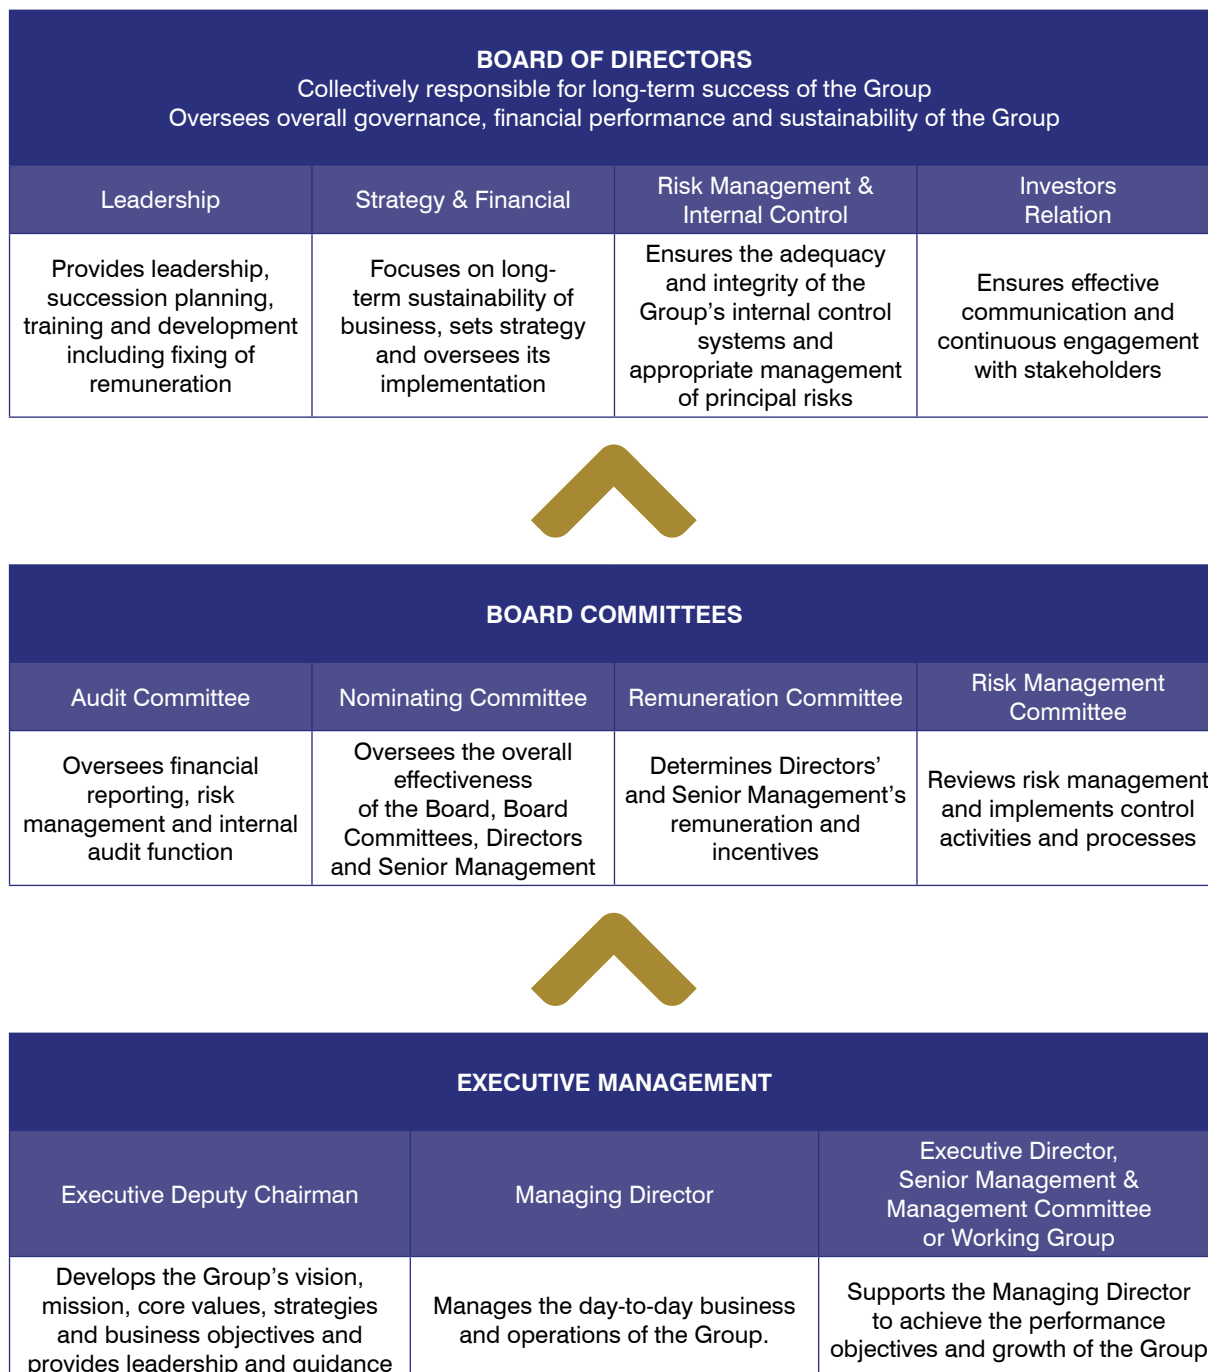 BOARD OF DIRECTORS
Collectively responsible for long-term success of the Group
Oversees overall governance, financial performance and sustainability of the Group
Leadership
Strategy & Financial
Risk Management &
Internal Control
Investors
Relation
Provides leadership,
succession planning,
training and development
including fixing of
remuneration
Focuses on long-
term sustainability of
business, sets strategy
and oversees its
implementation
Ensures the adequacy
and integrity of the
Group's internal control
systems and
appropriate management
of principal risks
Ensures effective
communication and
continuous engagement
with stakeholders
BOARD COMMITTEES
Audit Committee
Nominating Committee
Remuneration Committee
Risk Management
Committee
Oversees financial
reporting, risk
management and internal
audit function
Oversees the overall
effectiveness
of the Board, Board
Committees, Directors
and Senior Management
Determines Directors'
and Senior Management's
remuneration and
incentives
Reviews risk management
and implements control
activities and processes
EXECUTIVE MANAGEMENT
Executive Deputy Chairman
Managing Director
Executive Director,
Senior Management &
Management Committee
or Working Group
Develops the Group's vision,
mission, core values, strategies
and business objectives and
provides leadership and guidance
Manages the day-to-day business
and operations of the Group.
Supports the Managing Director
to achieve the performance
objectives and growth of the Group